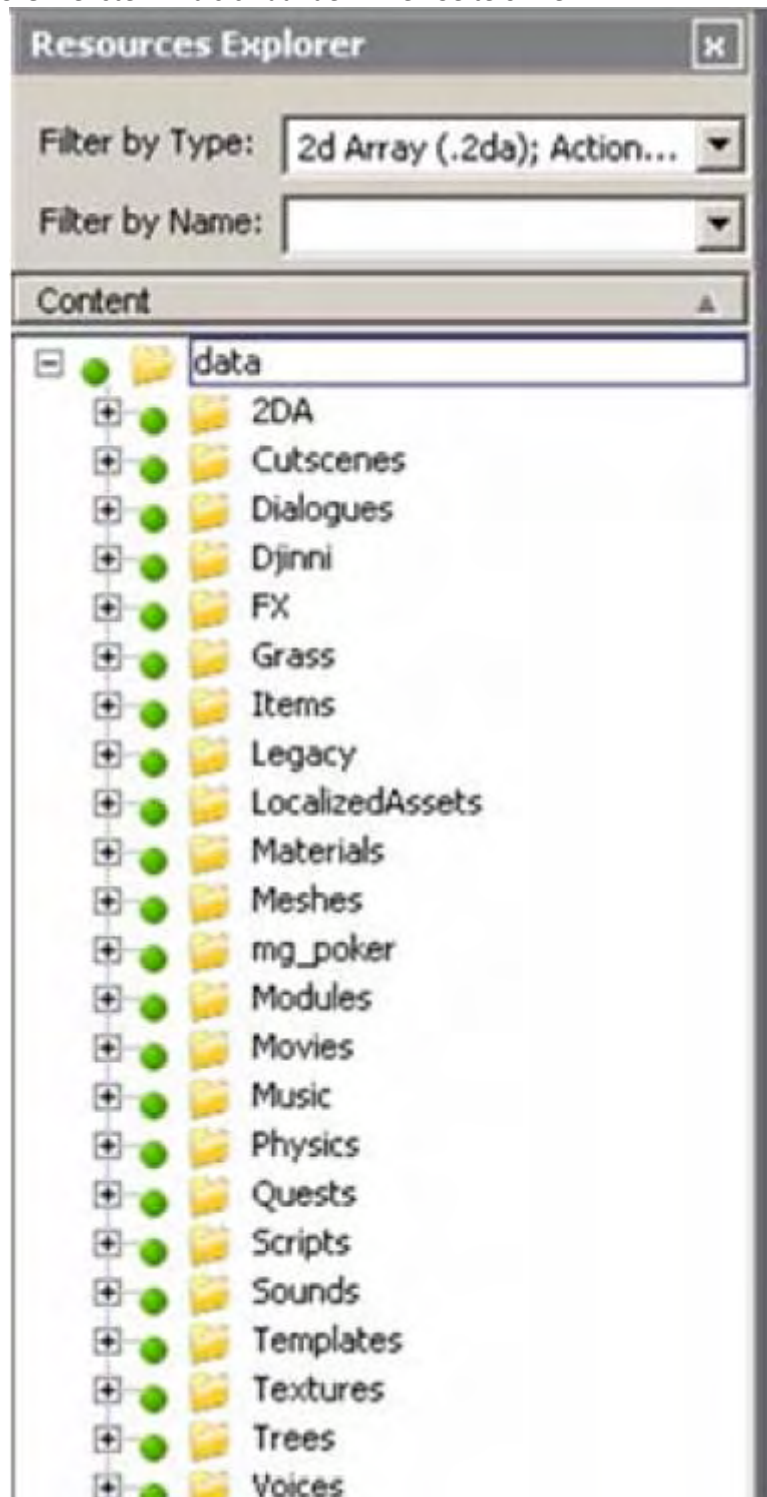 Resources Explorer
Filter by Type: 2d Array (.2da); Action...
Filter by Name:
Content
data
2DA
Cutscenes
Dialogues
Djinni
FX
Grass
Items
Legacy
LocalizedAssets
Materials
Meshes
mg_poker
Modules
Movies
Music
Physics
Quests
Scripts
Sounds
Templates
Textures
Trees
Voices